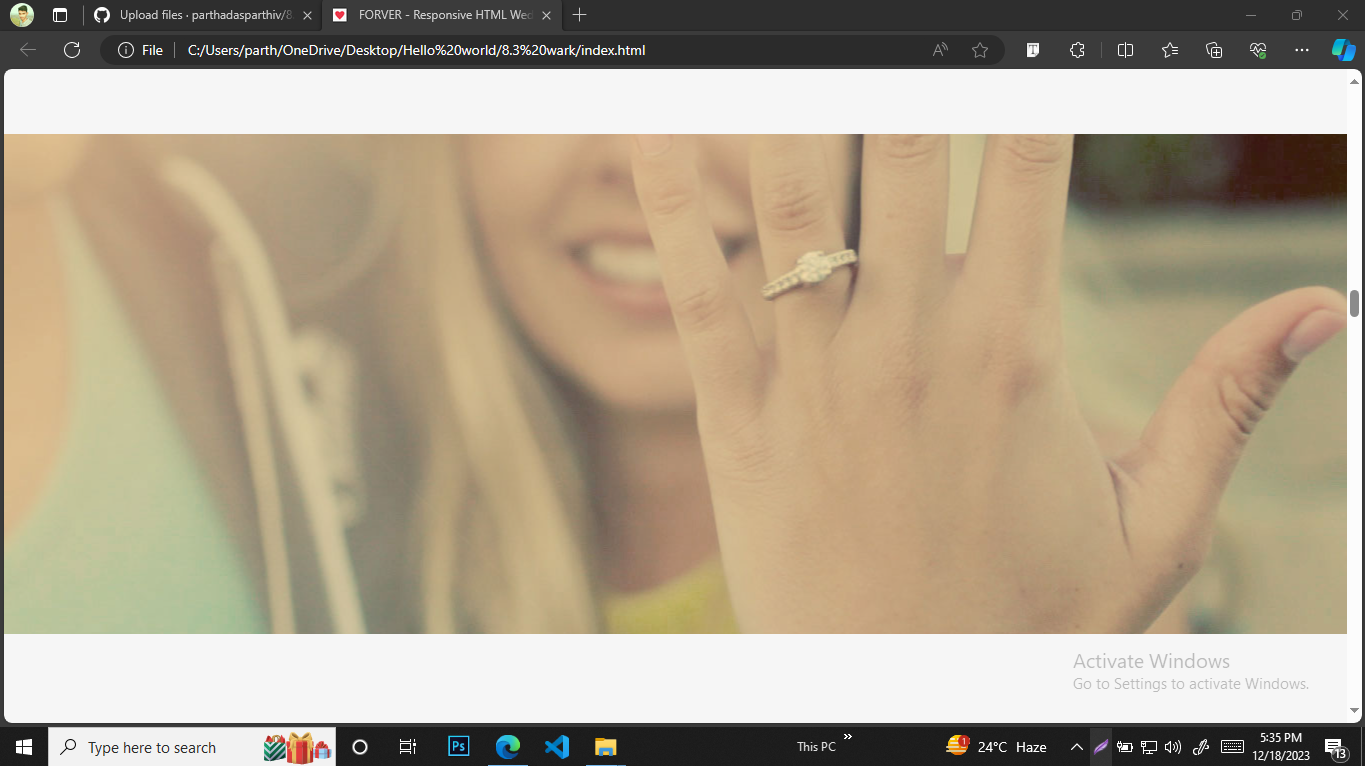 Upload files · parthadasparthiv/8.
FORVER - Responsive HTML Wed
File
C:/Users/parth/OneDrive/Desktop/Hello%20world/8.3%20wark/index.html
Activate Windows
Go to Settings to activate Windows.
Type here to search
Ps
This PC
»
1
24°C Haze
5:35 PM
12/18/2023
13